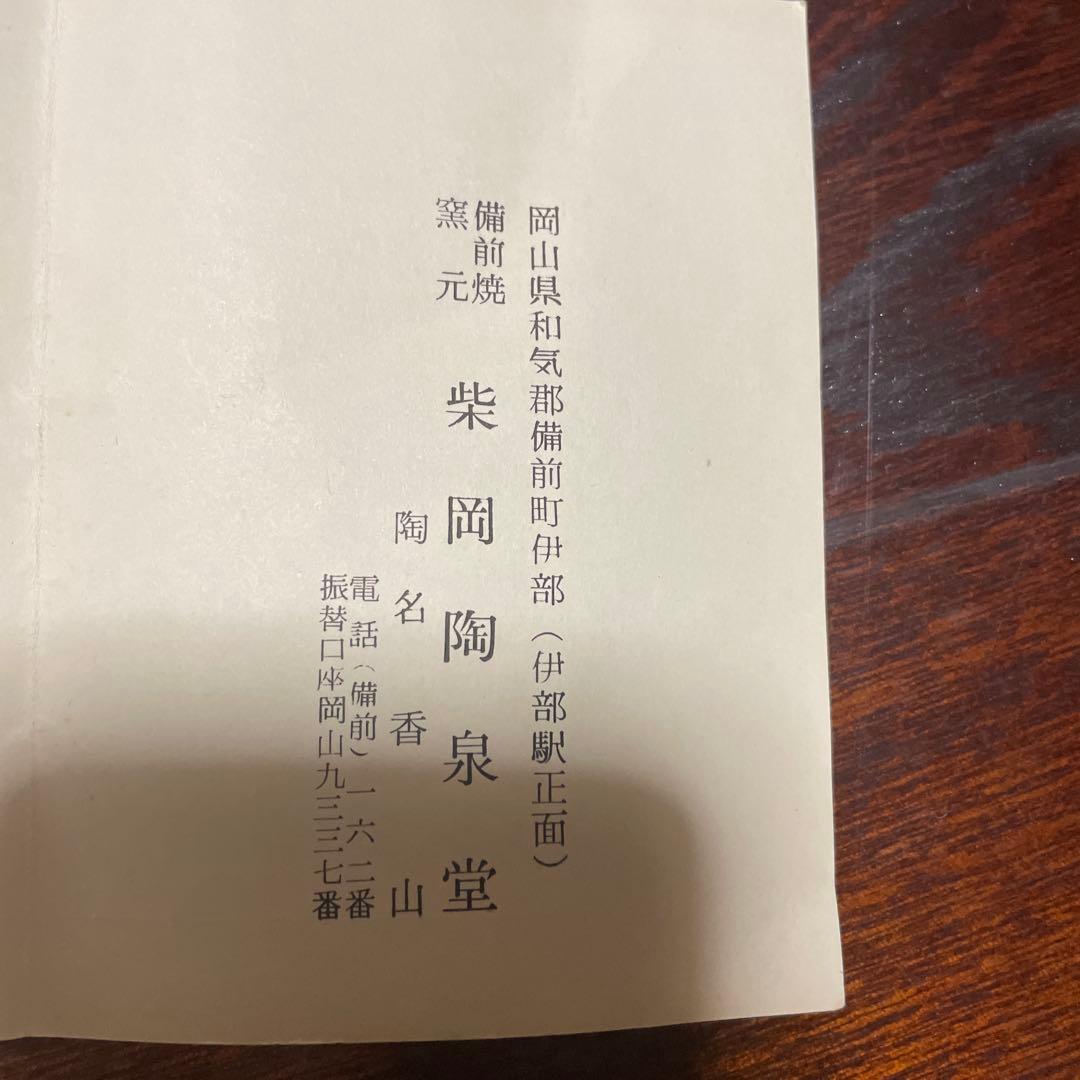 岡山県和気郡備前町伊部（伊部駅正面）
備前焼
窯元
柴岡陶泉堂
陶名香山
電話（備前）一六二番
振替口座岡山九三三七番